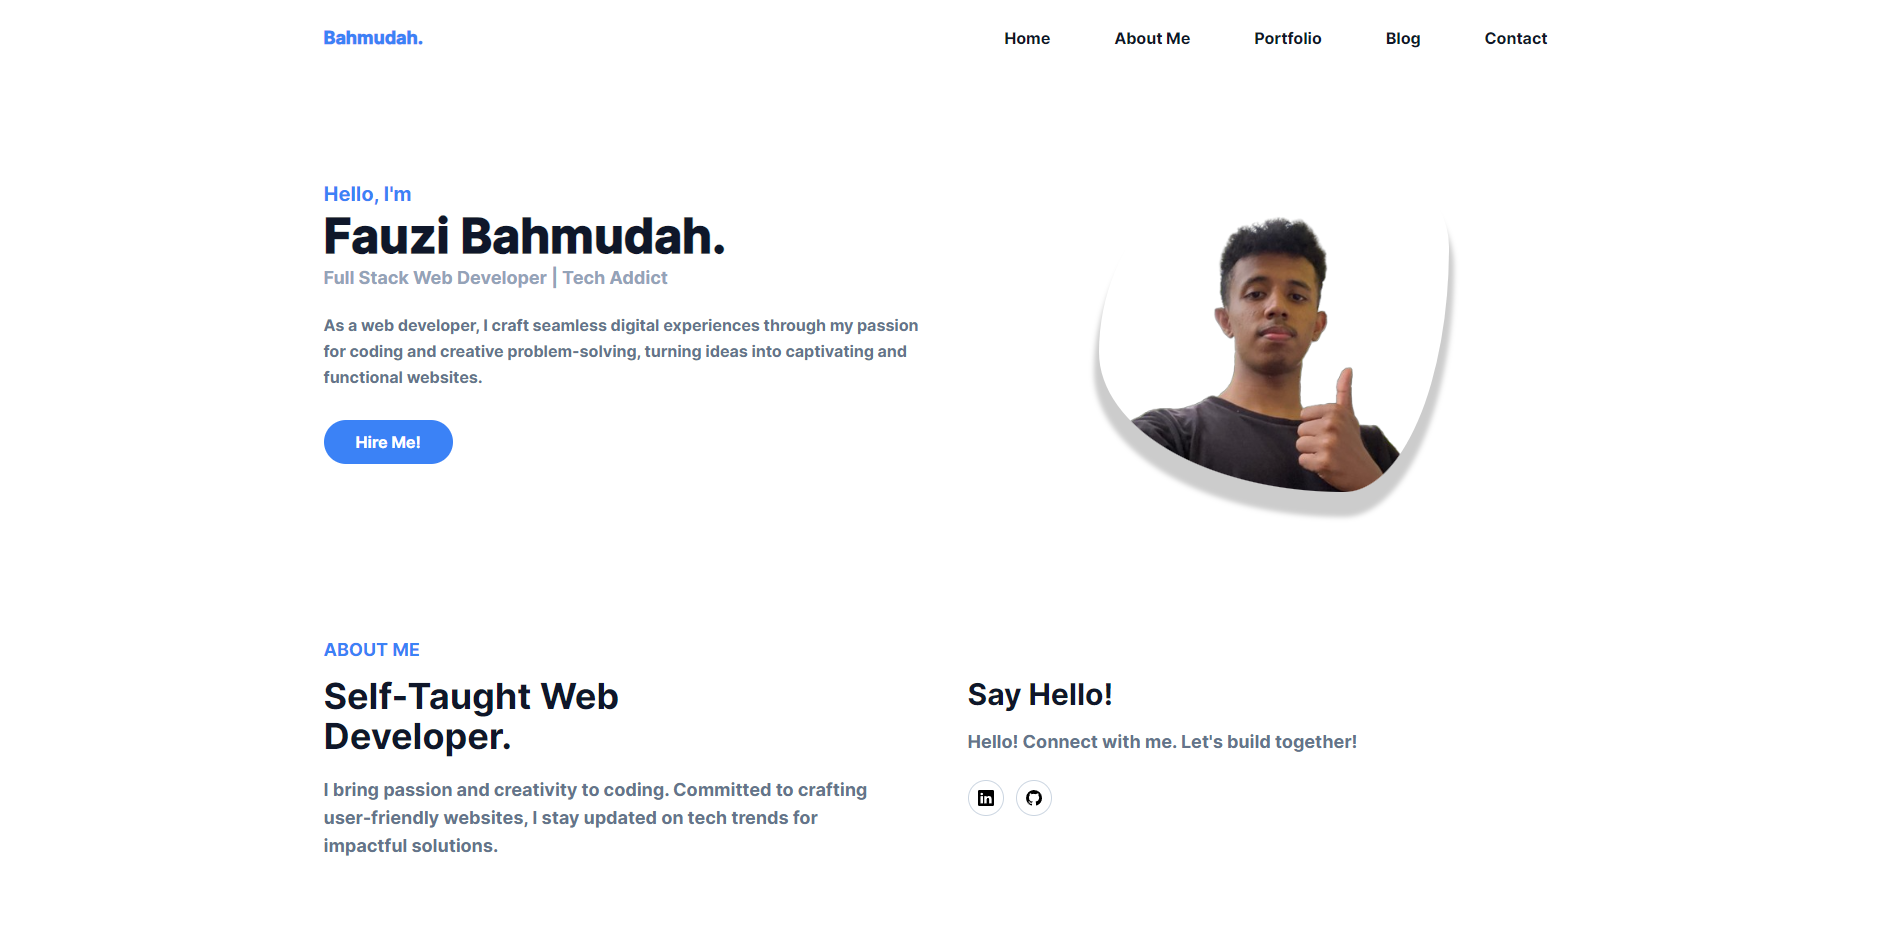 Bahmudah.
Home
About Me
Portfolio
Blog
Contact
Hello, I'm
Fauzi Bahmudah.
Full Stack Web Developer | Tech Addict
As a web developer, I craft seamless digital experiences through my passion
for coding and creative problem-solving, turning ideas into captivating and
functional websites.
Hire Me!
ABOUT ME
Self-Taught Web
Developer.
I bring passion and creativity to coding. Committed to crafting
user-friendly websites, I stay updated on tech trends for
impactful solutions.
Say Hello!
Hello! Connect with me. Let's build together!
in